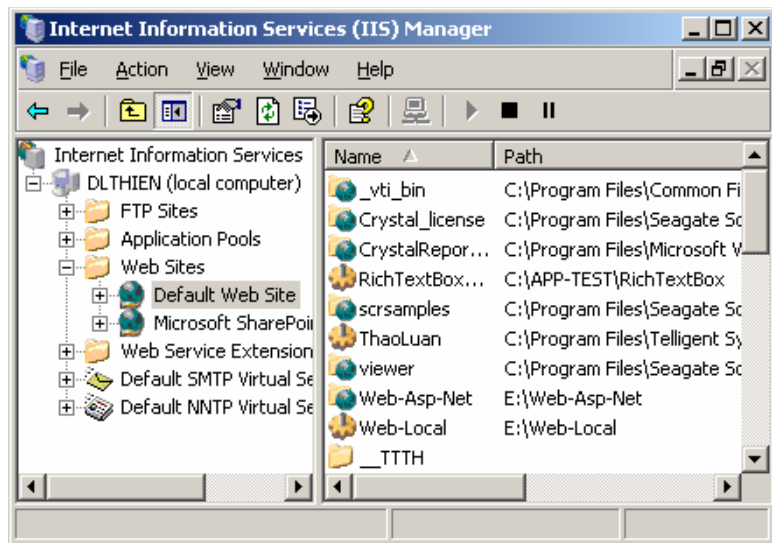 Internet Information Services (IIS) Manager
File Action View Window Help
Internet Information Services
DLTHIEN (local computer)
FTP Sites
Application Pools
Web Sites
Default Web Site
Microsoft SharePoi
Web Service Extension
Default SMTP Virtual Se
Default NNTP Virtual Se
Name Path
_vti_bin C:\Program Files\Common Fi
Crystal_license C:\Program Files\Seagate Sc
CrystalRepor... C:\Program Files\Microsoft V
RichTextBox... C:\APP-TEST\RichTextBox
scrsamples C:\Program Files\Seagate Sc
ThaoLuan C:\Program Files\Telligent Sy
viewer C:\Program Files\Seagate Sc
Web-Asp-Net E:\Web-Asp-Net
Web-Local E:\Web-Local
__TTTH